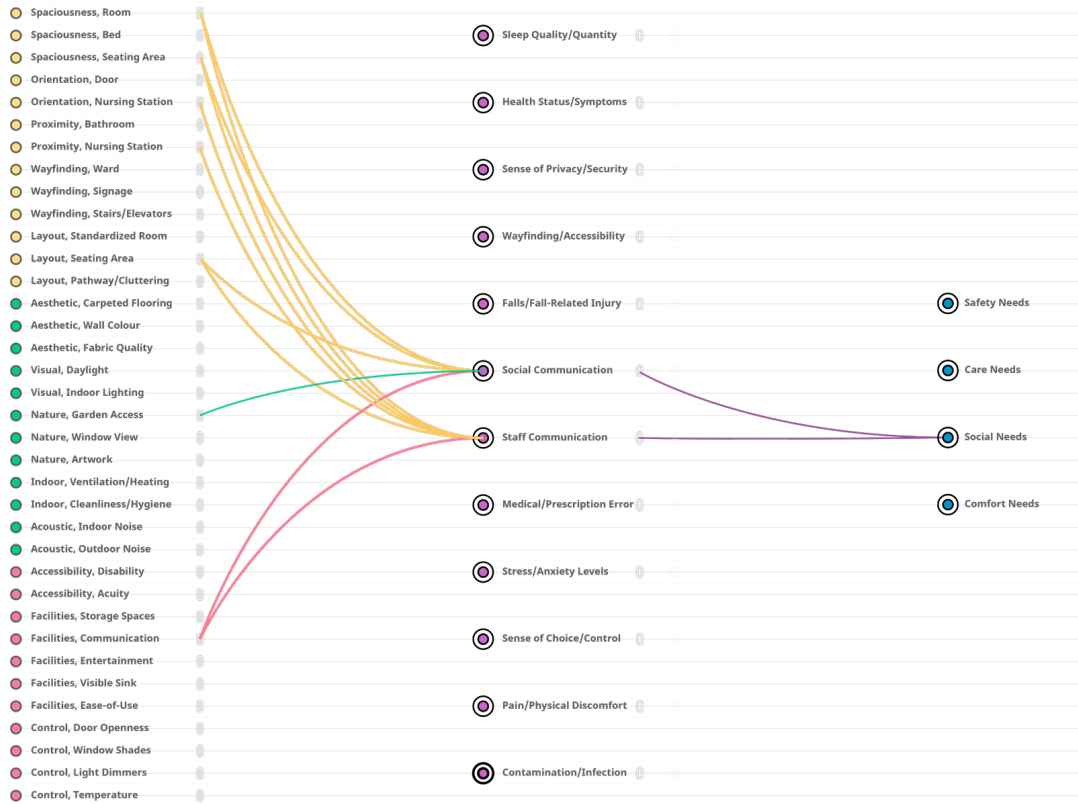 Spaciousness, Room
Spaciousness, Bed
Spaciousness, Seating Area
Orientation, Door
Orientation, Nursing Station
Proximity, Bathroom
Proximity, Nursing Station
Wayfinding, Ward
Wayfinding, Signage
Wayfinding, Stairs/Elevators
Layout, Standardized Room
Layout, Seating Area
Layout, Pathway/Cluttering
Aesthetic, Carpeted Flooring
Aesthetic, Wall Colour
Aesthetic, Fabric Quality
Visual, Daylight
Visual, Indoor Lighting
Nature, Garden Access
Nature, Window View
Nature, Artwork
Indoor, Ventilation/Heating
Indoor, Cleanliness/Hygiene
Acoustic, Indoor Noise
Acoustic, Outdoor Noise
Accessibility, Disability
Accessibility, Acuity
Facilities, Storage Spaces
Facilities, Communication
Facilities, Entertainment
Facilities, Visible Sink
Facilities, Ease-of-Use
Control, Door Openness
Control, Window Shades
Control, Light Dimmers
Control, Temperature
Sleep Quality/Quantity
Health Status/Symptoms
Sense of Privacy/Security
Wayfinding/Accessibility
Falls/Fall-Related Injury
Social Communication
Staff Communication
Medical/Prescription Error
Stress/Anxiety Levels
Sense of Choice/Control
Pain/Physical Discomfort
Contamination/Infection
Safety Needs
Care Needs
Social Needs
Comfort Needs